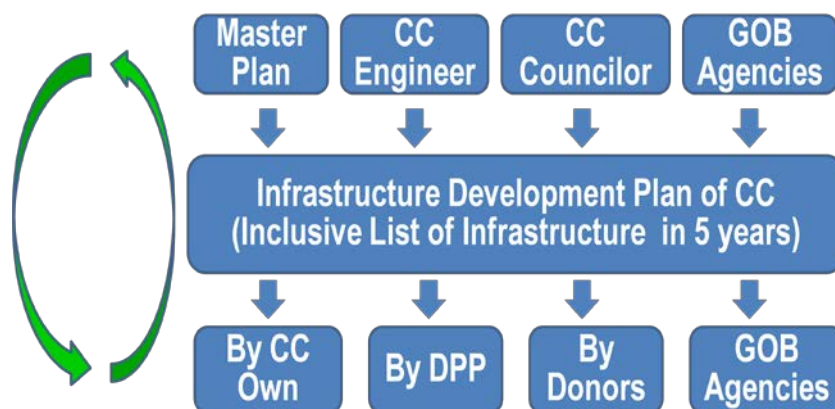 Master
Plan
CC
Engineer
CC
Councilor
GOB
Agencies
Infrastructure Development Plan of CC
(Inclusive List of Infrastructure in 5 years)
By CC
Own
By DPP
By
Donors
GOB
Agencies